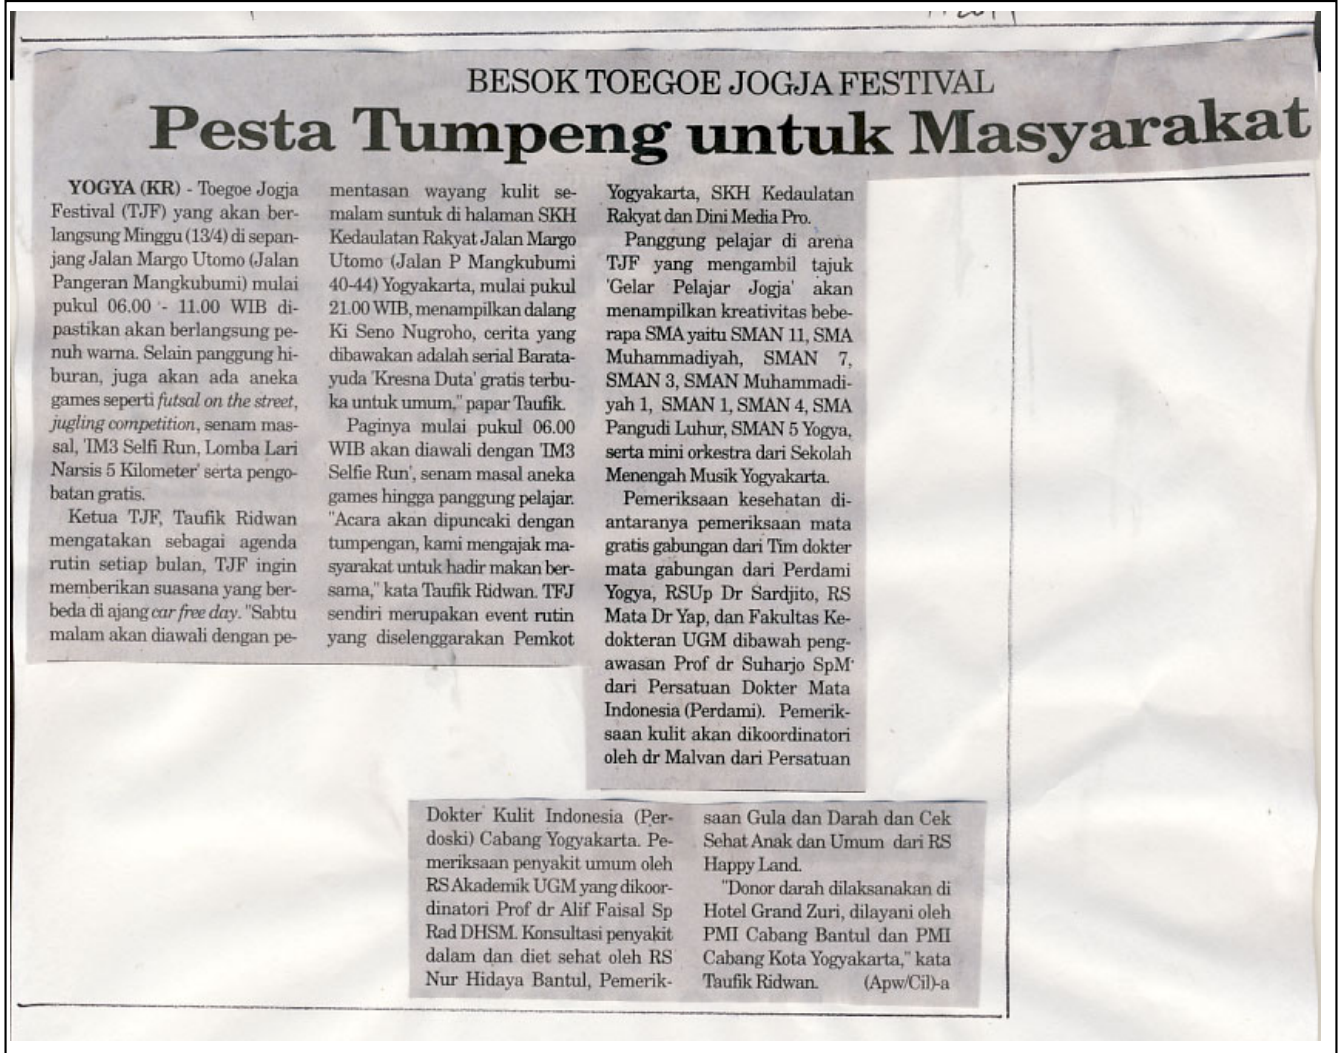 BESOK TOEGOE JOGJA FESTIVAL
Pesta Tumpeng untuk Masyarakat
YOGYA (KR) - Toegoe Jogja
Festival (TJF) yang akan ber-
langsung Minggu (13/4) di sepan-
jang Jalan Margo Utomo (Jalan
Pangeran Mangkubumi) mulai
pukul 06.00 - 11.00 WIB di-
pastikan akan berlangsung pe-
nuh warna. Selain panggung hi-
buran, juga akan ada aneka
games seperti futsal on the street,
jugling competition, senam mas-
sal, 'IM3 Selfi Run, Lomba Lari
Narsis 5 Kilometer' serta pengo-
batan gratis.
Ketua TJF, Taufik Ridwan
mengatakan sebagai agenda
rutin setiap bulan, TJF ingin
memberikan suasana yang ber-
beda di ajang car free day. "Sabtu
malam akan diawali dengan pe-
mentasan wayang kulit se-
malam suntuk di halaman SKH
Kedaulatan Rakyat Jalan Margo
Utomo (Jalan P Mangkubumi
40-44) Yogyakarta, mulai pukul
21.00 WIB, menampilkan dalang
Ki Seno Nugroho, cerita yang
dibawakan adalah serial Barata-
yuda 'Kresna Duta' gratis terbu-
ka untuk umum," papar Taufik.
Paginya mulai pukul 06.00
WIB akan diawali dengan 'IM3
Selfie Run', senam masal aneka
games hingga panggung pelajar.
"Acara akan dipuncaki dengan
tumpengan, kami mengajak ma-
syarakat untuk hadir makan ber-
sama," kata Taufik Ridwan. TFJ
sendiri merupakan event rutin
yang diselenggarakan Pemkot
Yogyakarta, SKH Kedaulatan
Rakyat dan Dini Media Pro.
Panggung pelajar di arena
TJF yang mengambil tajuk
'Gelar Pelajar Jogja' akan
menampilkan kreativitas bebe-
rapa SMA yaitu SMAN 11, SMA
Muhammadiyah, SMAN 7,
SMAN 3, SMAN Muhammadi-
yah 1, SMAN 1, SMAN 4, SMA
Pangudi Luhur, SMAN 5 Yogya,
serta mini orkestra dari Sekolah
Menengah Musik Yogyakarta.
Pemeriksaan kesehatan di-
antaranya pemeriksaan mata
gratis gabungan dari Tim dokter
mata gabungan dari Perdami
Yogya, RSUp Dr Sardjito, RS
Mata Dr Yap, dan Fakultas Ke-
dokteran UGM dibawah peng-
awasan Prof dr Suharjo SpM
dari Persatuan Dokter Mata
Indonesia (Perdami). Pemerik-
saan kulit akan dikoordinatori
oleh dr Malvan dari Persatuan
Dokter Kulit Indonesia (Per-
doski) Cabang Yogyakarta. Pe-
meriksaan penyakit umum oleh
RS Akademik UGM yang dikoor-
dinatori Prof dr Alif Faisal Sp
Rad DHSM. Konsultasi penyakit
dalam dan diet sehat oleh RS
Nur Hidaya Bantul, Pemerik-
saan Gula dan Darah dan Cek
Sehat Anak dan Umum dari RS
Happy Land.
"Donor darah dilaksanakan di
Hotel Grand Zuri, dilayani oleh
PMI Cabang Bantul dan PMI
Cabang Kota Yogyakarta," kata
Taufik Ridwan. (Apw/Cil)-a